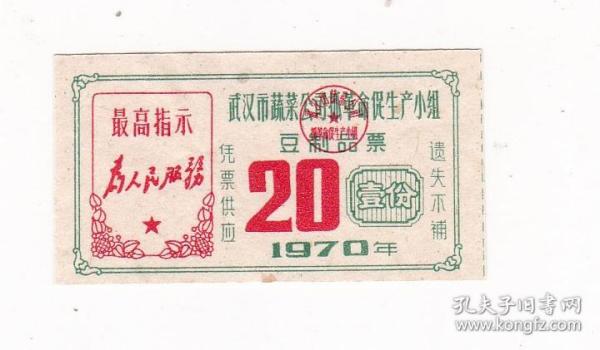 最高指示
为人民服務
武汉市蔬菜公司抓革命促生产小组
豆制品票
凭票供应
20
壹份
遗失不补
1970年
孔夫子旧书网
www.kongfz.com